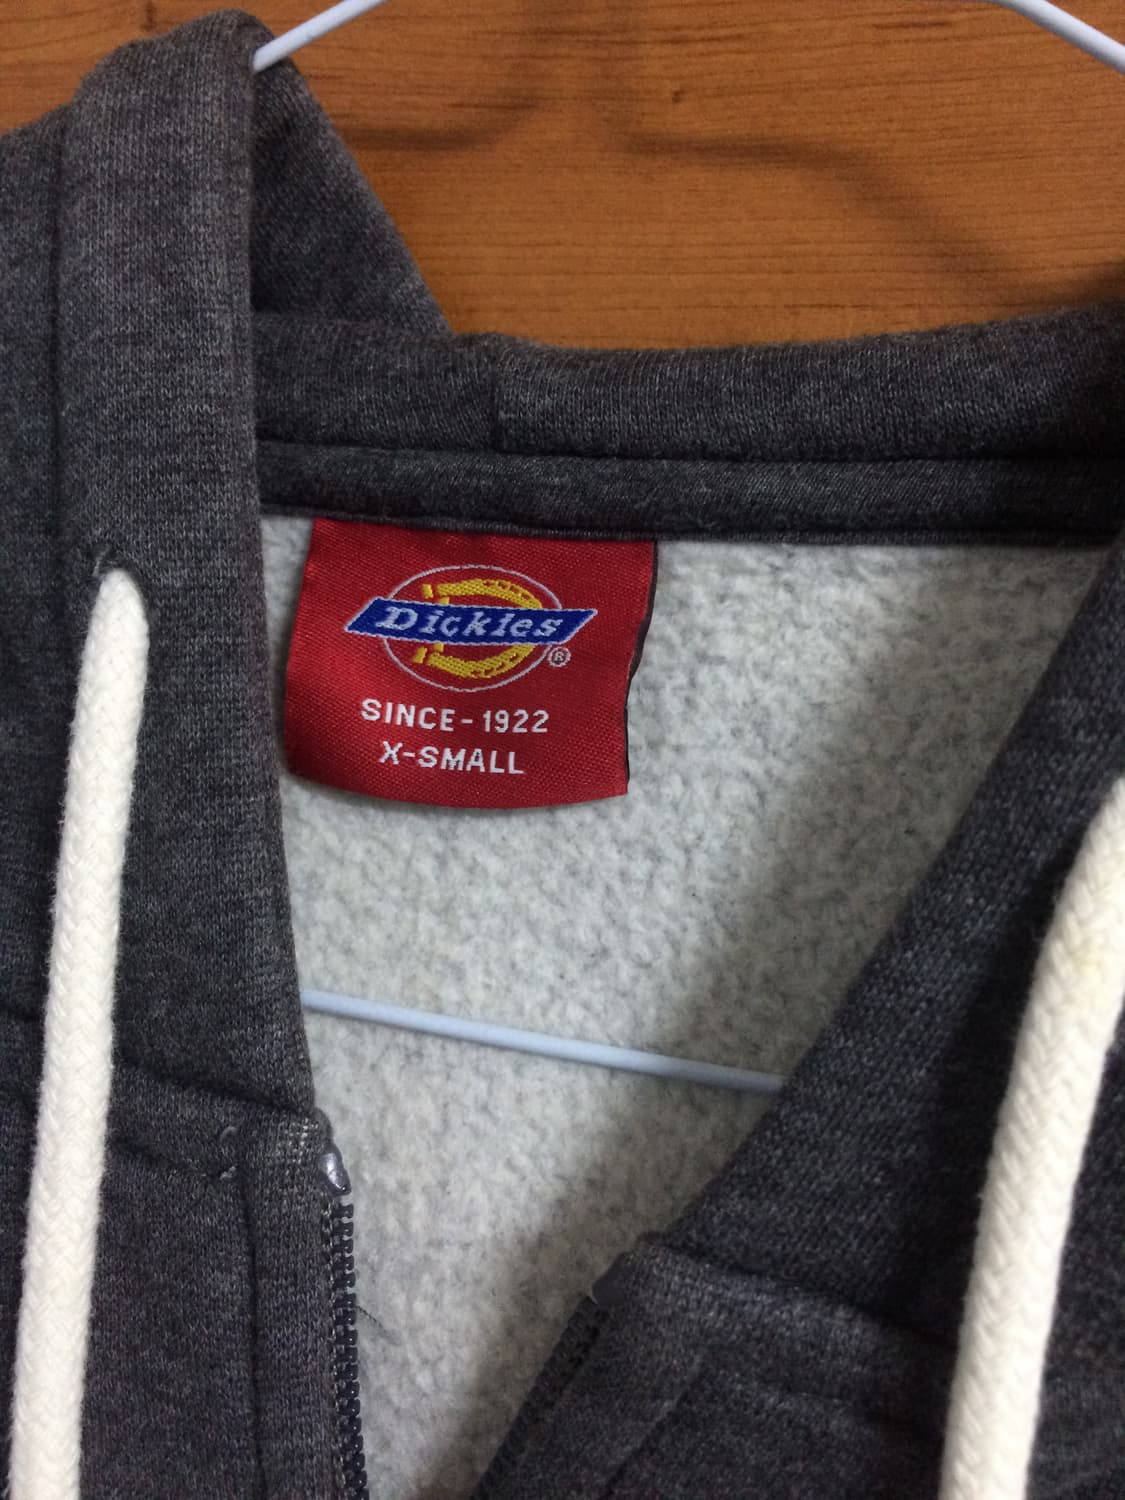 Dickies
®
SINCE-1922
X-SMALL